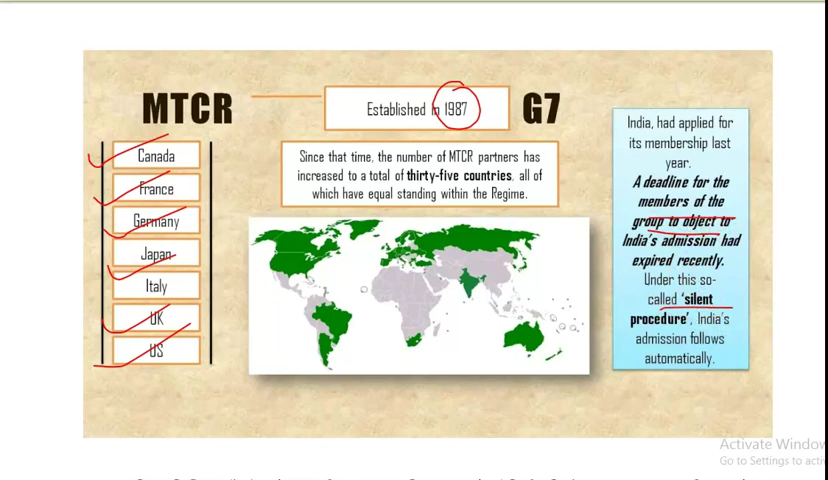 MTCR
Established in 1987
G7
Canada
France
Germany
Japan
Italy
UK
US
Since that time, the number of MTCR partners has
increased to a total of thirty-five countries, all of
which have equal standing within the Regime.
India, had applied for
its membership last
year.
A deadline for the
members of the
group to object to
India's admission had
expired recently.
Under this so-
called 'silent
procedure', India's
admission follows
automatically.
Activate Window
Go to Settings to activ